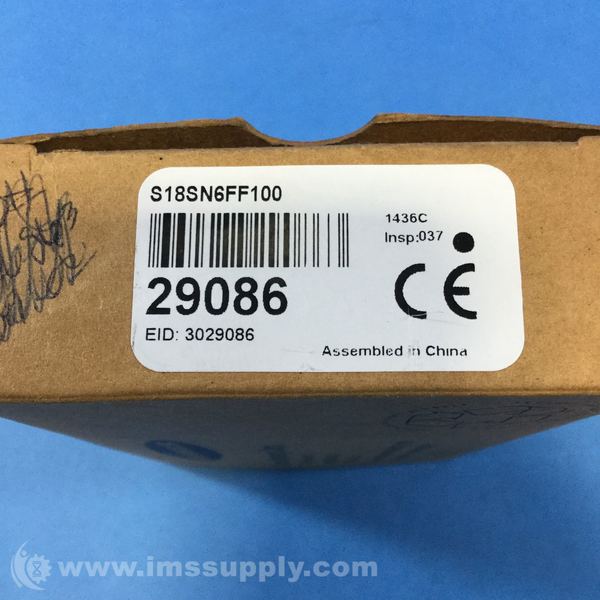 S18SN6FF100
1436C
Insp:037
29086
EID: 3029086
CE
Assembled in China
www.imssupply.com